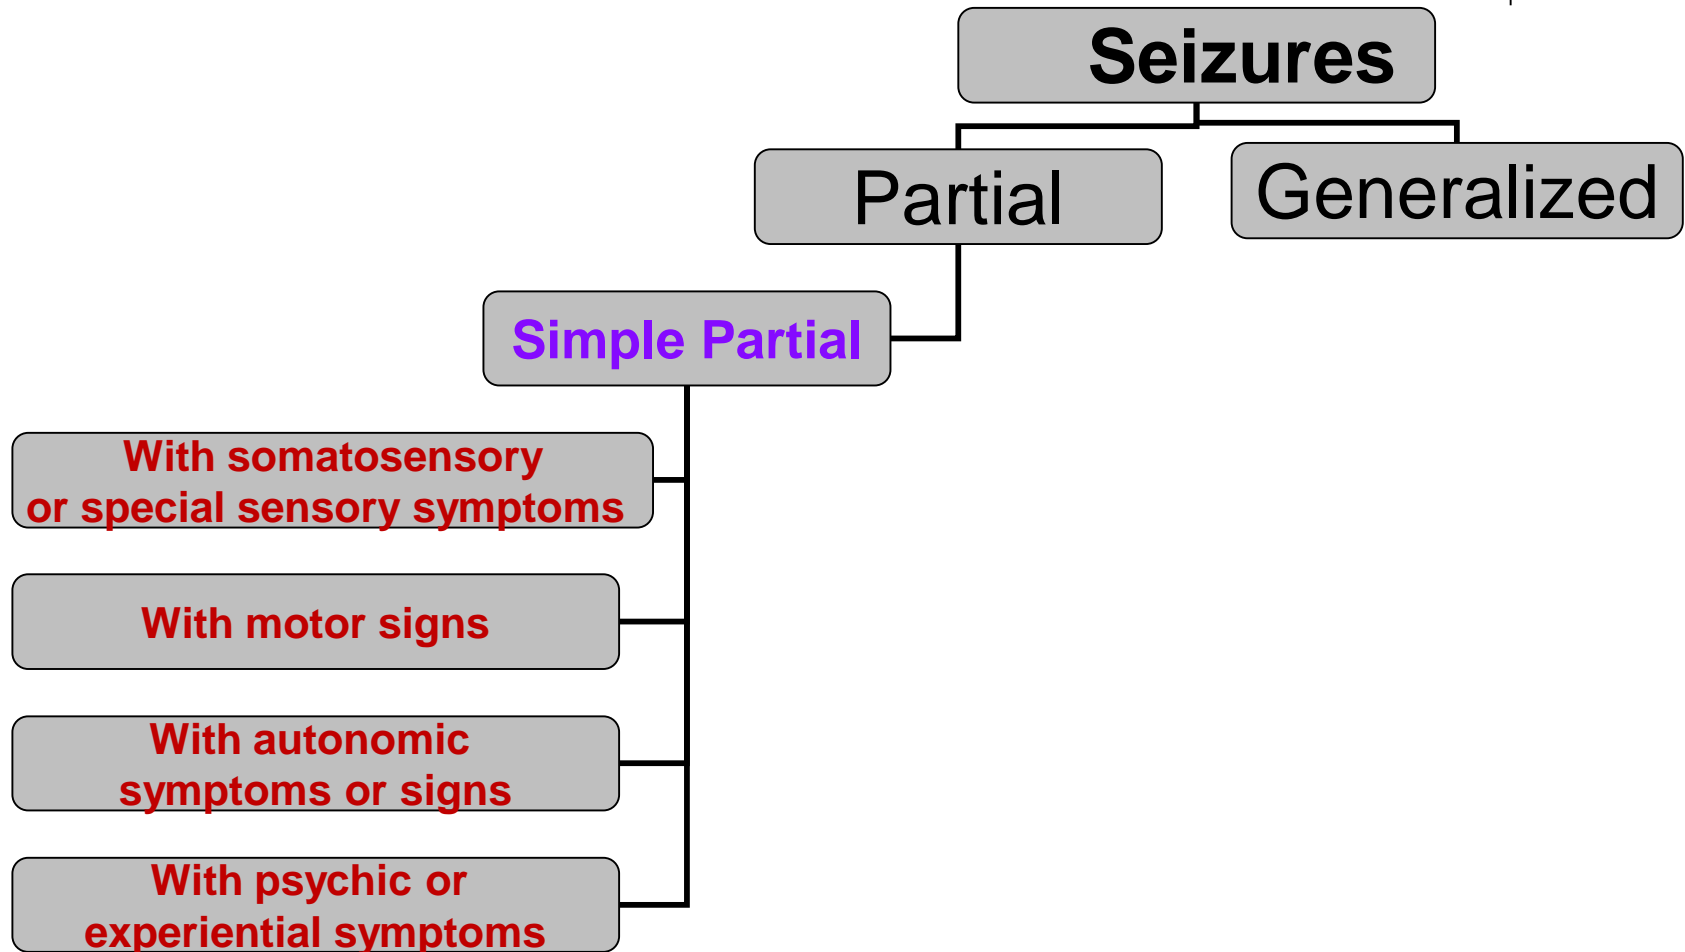 Seizures
Partial
Generalized
Simple Partial
With somatosensory
or special sensory symptoms
With motor signs
With autonomic
symptoms or signs
With psychic or
experiential symptoms